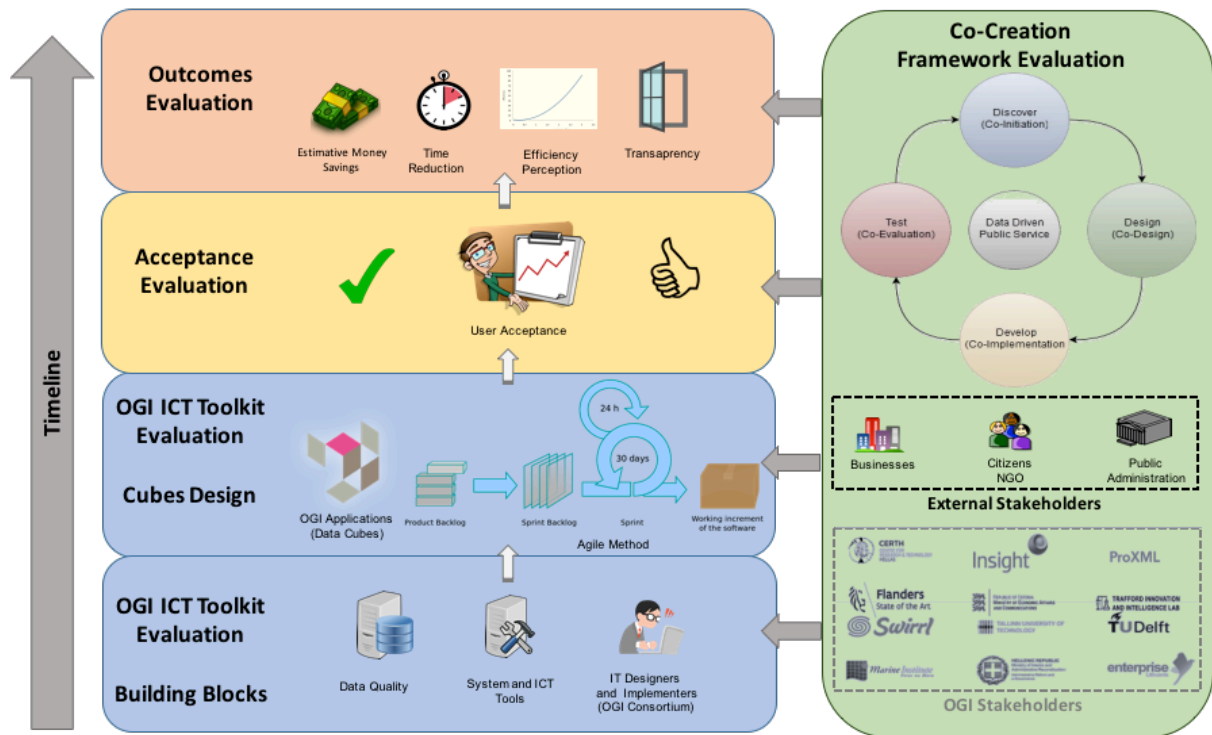 Timeline
Outcomes
Evaluation
Estimative Money
Savings
Time
Reduction
Efficiency
Perception
Transaprency
Acceptance
Evaluation
User Acceptance
OGI ICT Toolkit
Evaluation
Cubes Design
OGI Applications
(Data Cubes)
Product Backlog
Sprint Backlog
24 h
30 days
Sprint
Working increment
of the software
Agile Method
OGI ICT Toolkit
Evaluation
Building Blocks
Data Quality
System and ICT
Tools
IT Designers
and Implementers
(OGI Consortium)
Co-Creation
Framework Evaluation
Discover
(Co-Initiation)
Test
(Co-Evaluation)
Data Driven
Public Service
Design
(Co-Design)
Develop
(Co-Implementation
Businesses
Citizens
NGO
Public
Administration
External Stakeholders
CERTH
Insight
ProXML
Flanders
State of the Art
TRAFFORD INNOVATION
AND INTELLIGENCE LAB
Swirrl
TALLINN UNIVERSITY OF
TECHNOLOGY
TUDelft
Marine Institute
HELLENIC REPUBLIC
enterprise
OGI Stakeholders